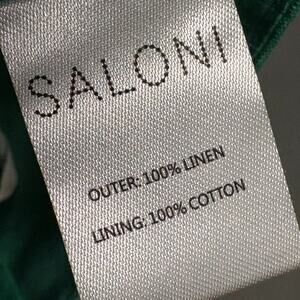 SALONI
OUTER: 100% LINEN
LINING: 100% COTTON